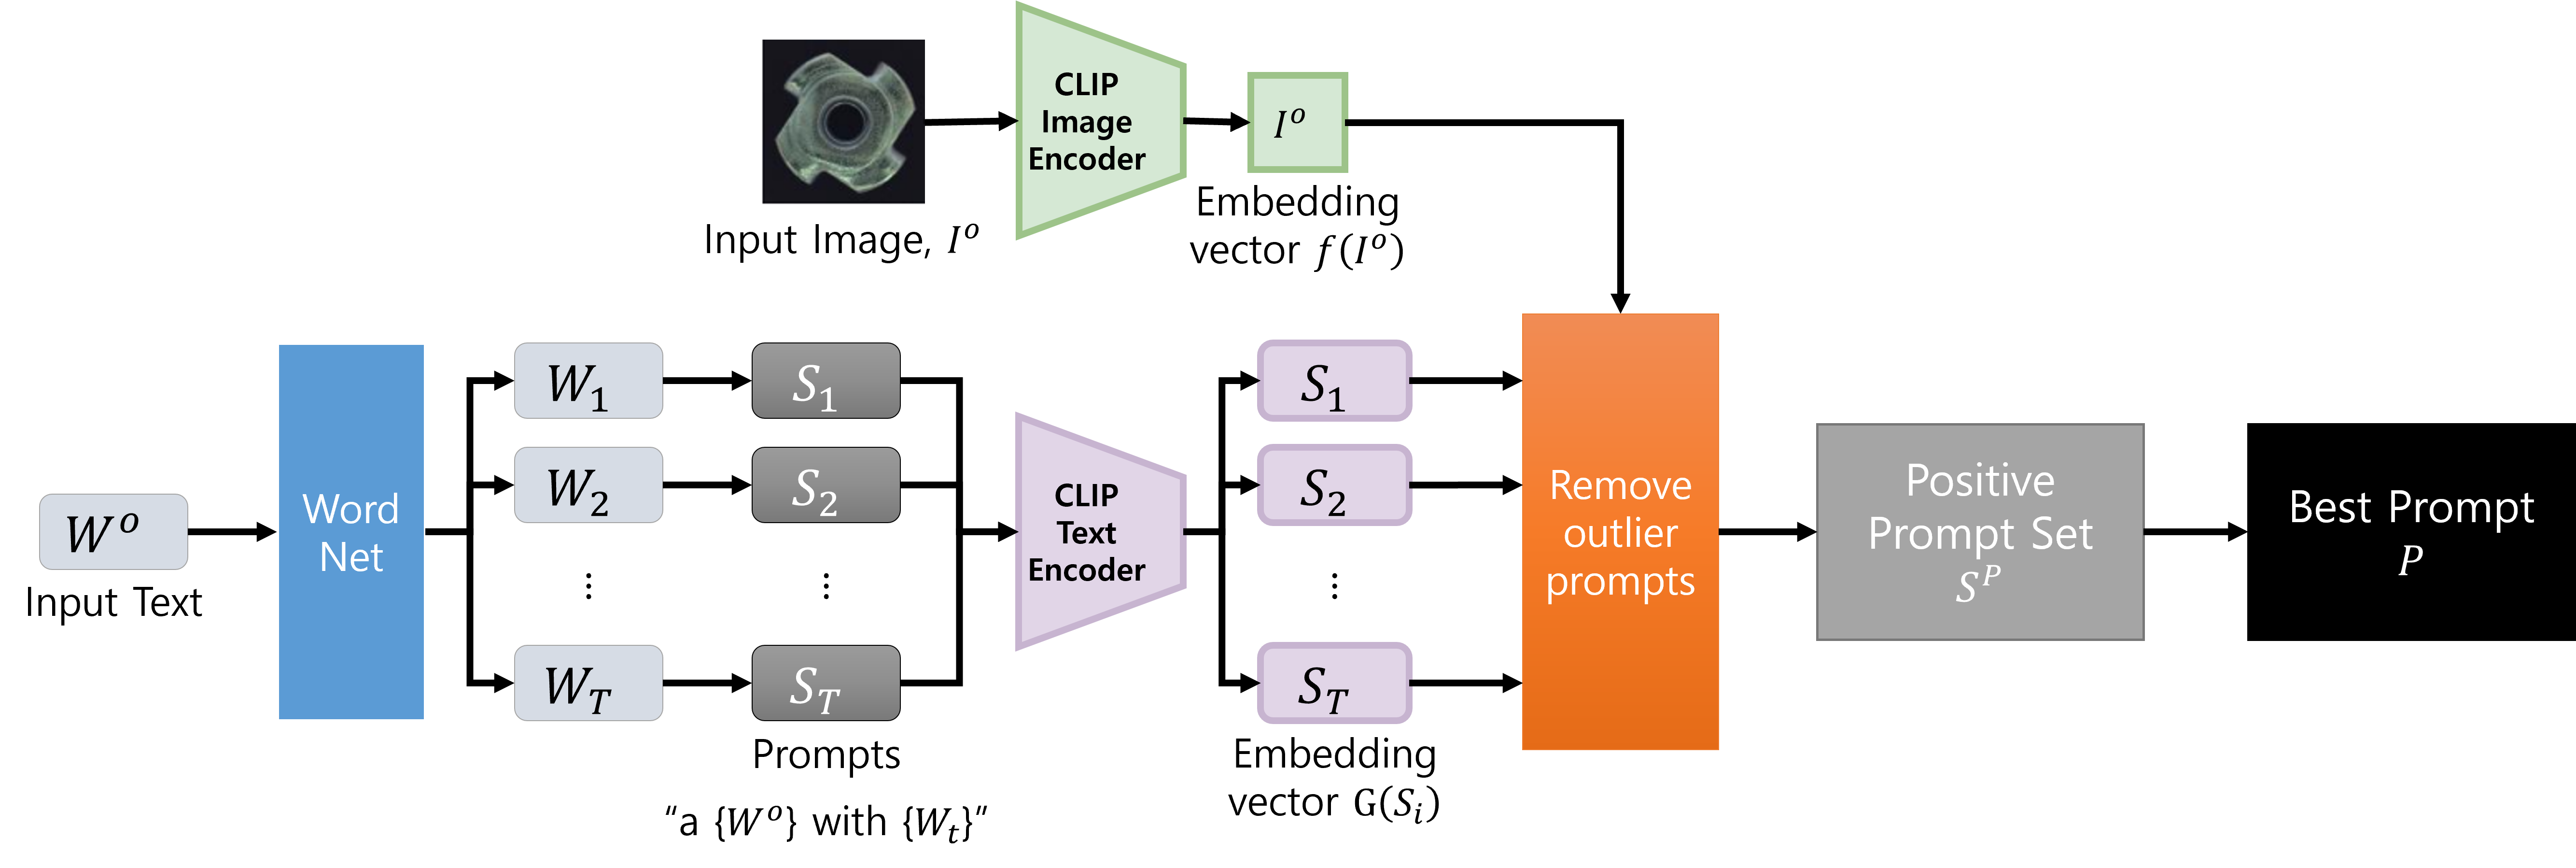 CLIP
Image
Encoder
I^o
Input Image, I^o
Embedding
vector f(I^o)
W^o
Input Text
Word
Net
W_1
W_2
⋮
W_T
S_1
S_2
⋮
S_T
Prompts
“a {W^o} with {W_t}”
CLIP
Text
Encoder
S_1
S_2
⋮
S_T
Embedding
vector G(S_i)
Remove
outlier
prompts
Positive
Prompt Set
S^P
Best Prompt
P